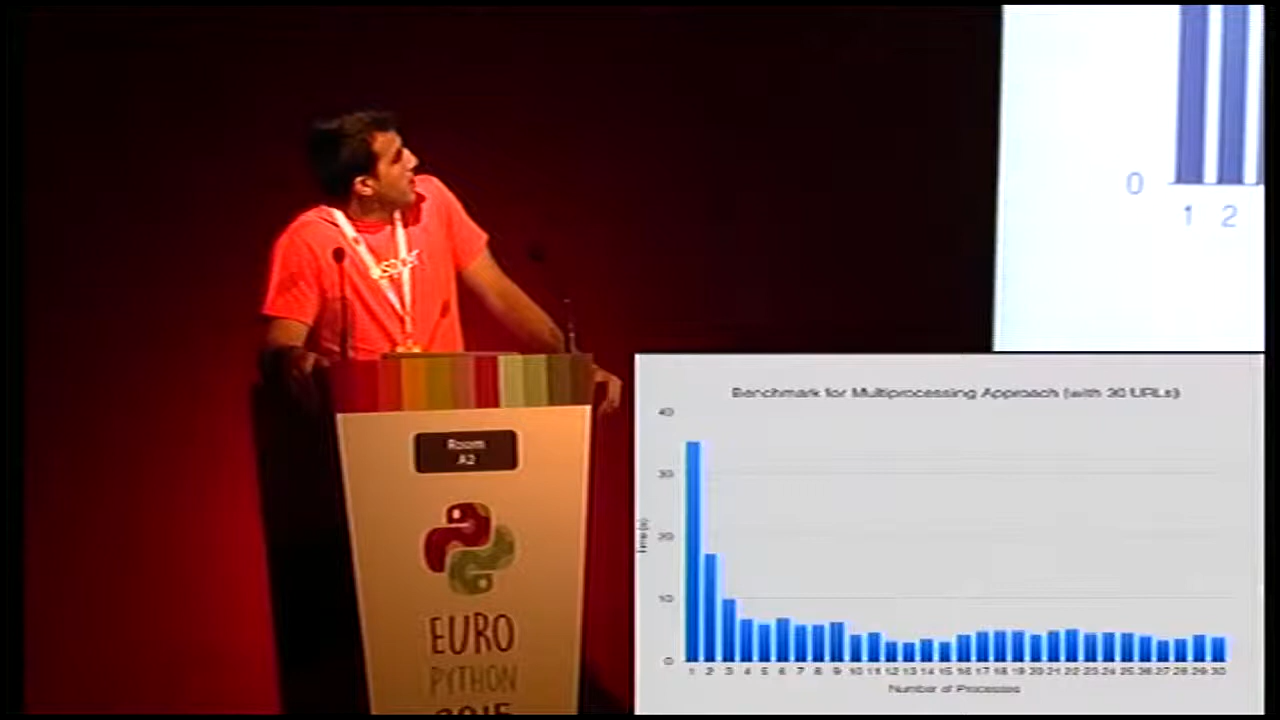 0
1 2
Room
A2
EURO
PYTHON
2015
Benchmark for Multiprocessing Approach (with 30 URLs)
40
30
20
10
0
Time (s)
1 2 3 4 5 6 7 8 9 10 11 12 13 14 15 16 17 18 19 20 21 22 23 24 25 26 27 28 29 30
Number of Processes